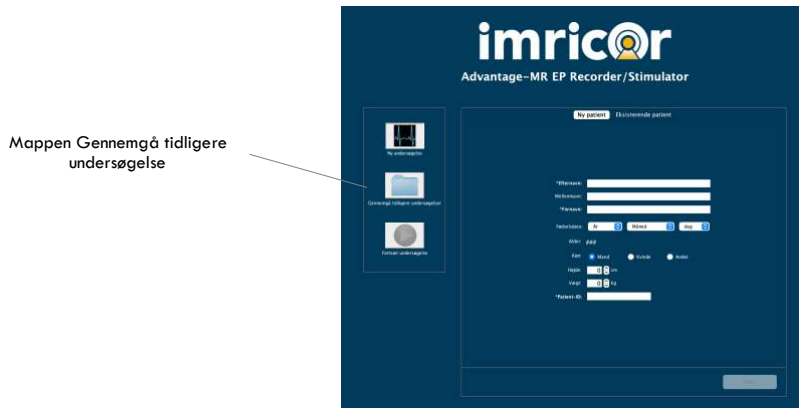 Mappen Gennemgå tidligere
undersøgelse
imricor
Advantage-MR EP Recorder/Stimulator
Ny undersøgelse
Gennemgå tidligere undersøgelser
Fortsæt undersøgelse
Ny patient Eksisterende patient
*Efternavn:
Mellemnavn:
*Fornavn:
Fødselsdato: År Måned dag
Alder: ###
Køn: Mand Kvinde Andet
Højde: 0 cm
Vægt: 0 kg
*Patient-ID: